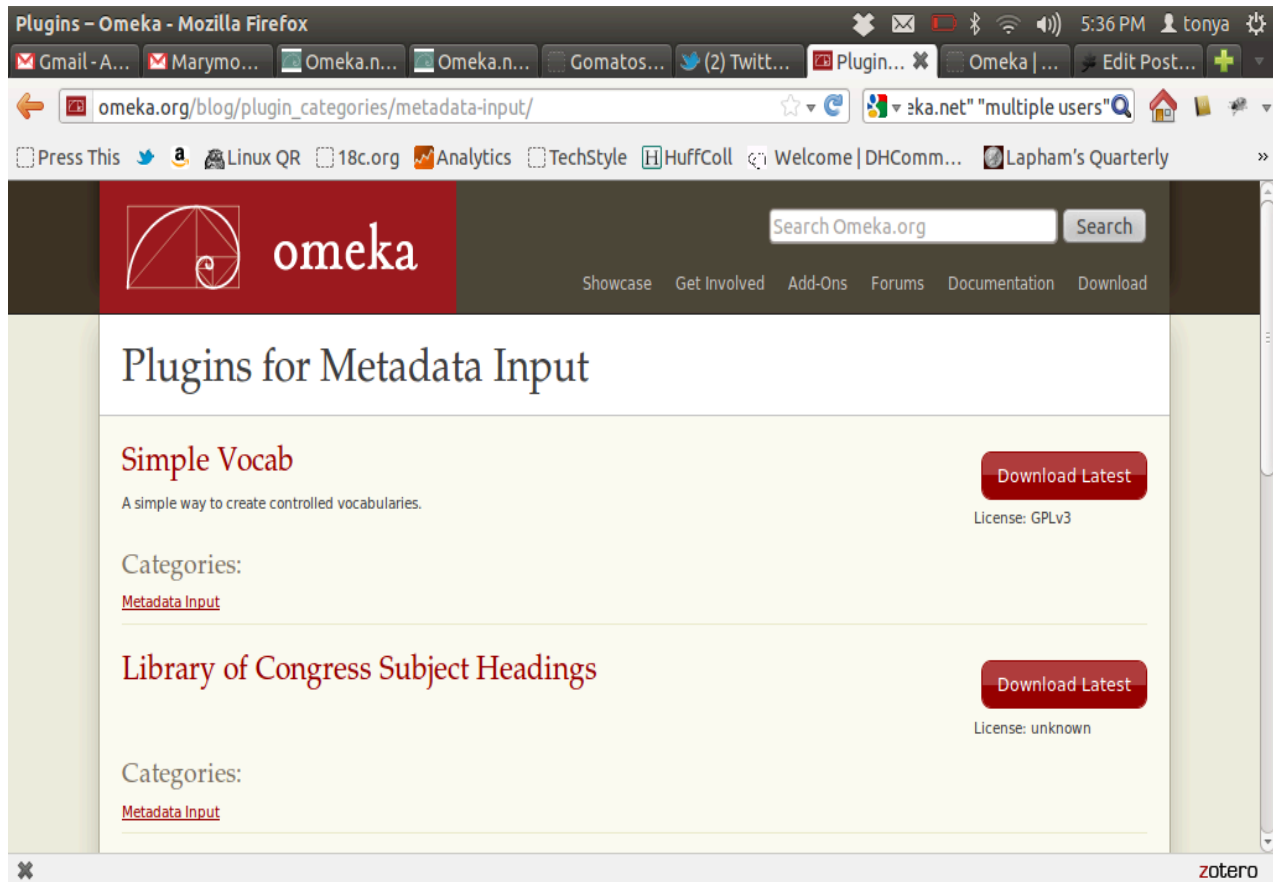 Plugins – Omeka - Mozilla Firefox 5:36 PM tonya
Gmail - A... Marymo... Omeka.n... Omeka.n... Gomatos... (2) Twitt... Plugin... Omeka | ... Edit Post...
omeka.org/blog/plugin_categories/metadata-input/ eka.net" "multiple users"
Press This Linux QR 18c.org Analytics TechStyle H HuffColl Welcome | DHComm... Lapham's Quarterly »
omeka
Search Omeka.org Search
Showcase Get Involved Add-Ons Forums Documentation Download
Plugins for Metadata Input
Simple Vocab
Download Latest
A simple way to create controlled vocabularies.
License: GPLv3
Categories:
Metadata Input
Library of Congress Subject Headings
Download Latest
License: unknown
Categories:
Metadata Input
zotero